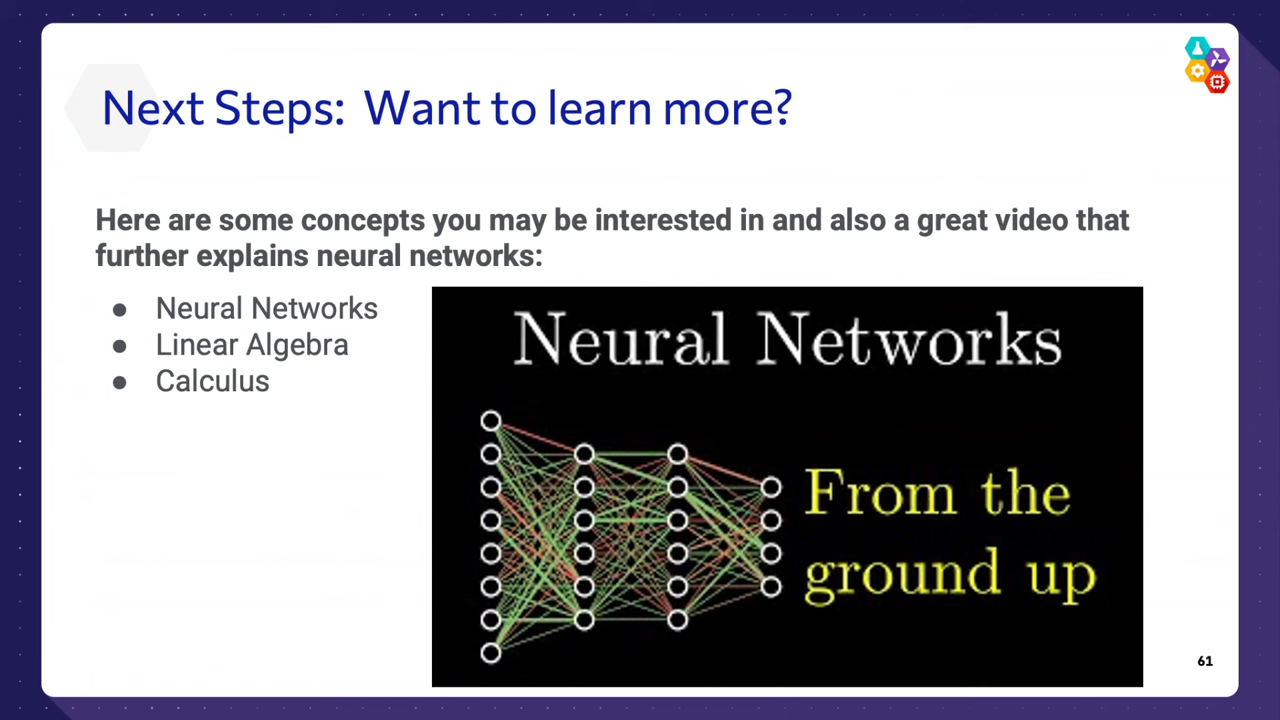 Next Steps:  Want to learn more?
Here are some concepts you may be interested in and also a great video that
further explains neural networks:
● Neural Networks
● Linear Algebra
● Calculus
Neural Networks
From the
ground up
61